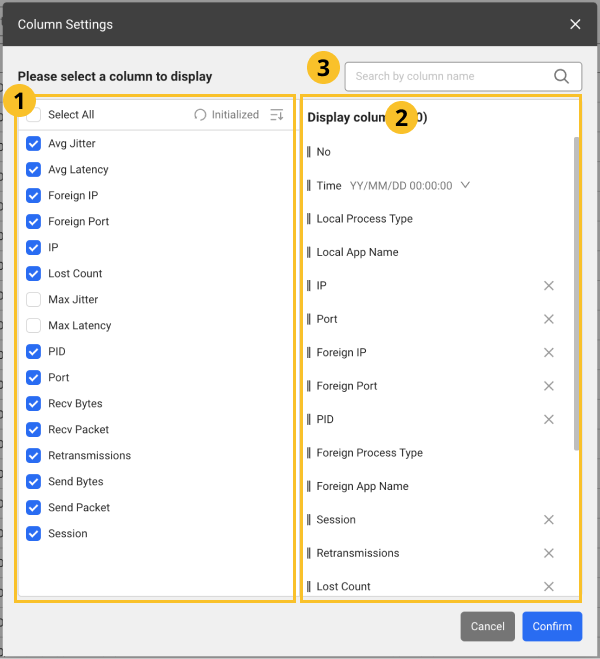 Column Settings
Please select a column to display
3
Search by column name
1
Select All
Initialized
Avg Jitter
Avg Latency
Foreign IP
Foreign Port
IP
Lost Count
Max Jitter
Max Latency
PID
Port
Recv Bytes
Recv Packet
Retransmissions
Send Bytes
Send Packet
Session
2
Display
No
Time YY/MM/DD 00:00:00
Local Process Type
Local App Name
IP
Port
Foreign IP
Foreign Port
PID
Foreign Process Type
Foreign App Name
Session
Retransmissions
Lost Count
Cancel
Confirm